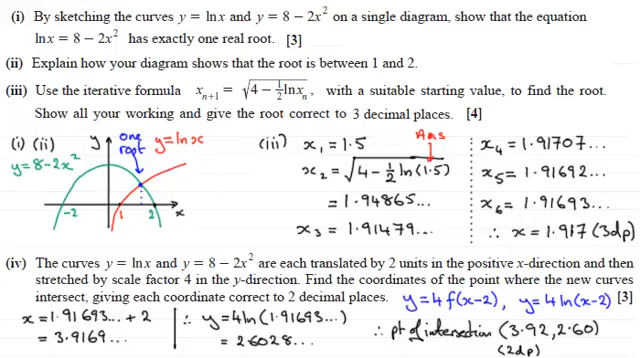 (i) By sketching the curves y = lnx and y = 8 − 2x² on a single diagram, show that the equation
lnx = 8 − 2x² has exactly one real root. [3]
(ii) Explain how your diagram shows that the root is between 1 and 2.
(iii) Use the iterative formula xₙ₊₁ = √(4 − ½lnxₙ), with a suitable starting value, to find the root.
Show all your working and give the root correct to 3 decimal places. [4]
(i) (ii)
y
one
root
y=lnx
y=8-2x²
-2
1
2
x
(iii) x₁ = 1.5
Ans
x₂ = √(4 − ½ ln(1.5))
= 1.94865...
x₃ = 1.91479...
x₄ = 1.91707...
x₅ = 1.91692...
x₆ = 1.91693...
∴ x = 1.917 (3dp)
(iv) The curves y = lnx and y = 8 − 2x² are each translated by 2 units in the positive x-direction and then
stretched by scale factor 4 in the y-direction. Find the coordinates of the point where the new curves
intersect, giving each coordinate correct to 2 decimal places. [3]
y=4f(x-2), y=4ln(x-2)
x = 1.91693... + 2
= 3.9169...
∴ y = 4ln(1.91693...)
= 2.6028...
∴ pt of intersection (3.92, 2.60)
(2dp)